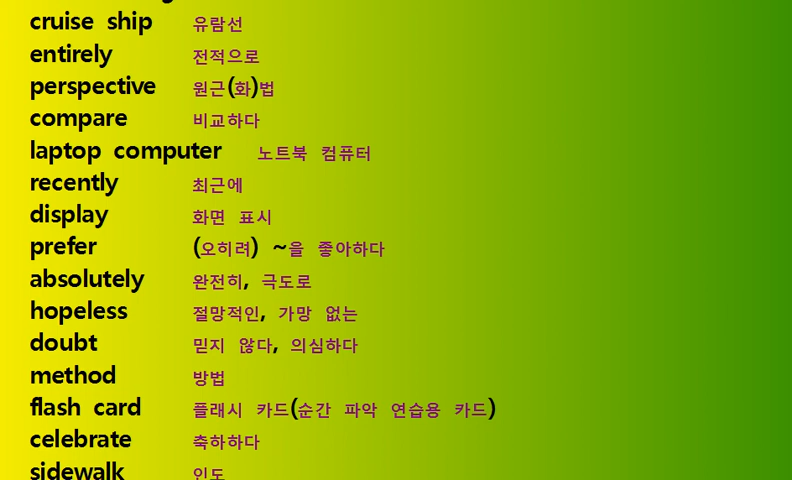 cruise ship 유람선
entirely 전적으로
perspective 원근(화)법
compare 비교하다
laptop computer 노트북 컴퓨터
recently 최근에
display 화면 표시
prefer (오히려) ~을 좋아하다
absolutely 완전히, 극도로
hopeless 절망적인, 가망 없는
doubt 믿지 않다, 의심하다
method 방법
flash card 플래시 카드(순간 파악 연습용 카드)
celebrate 축하하다
sidewalk 인도